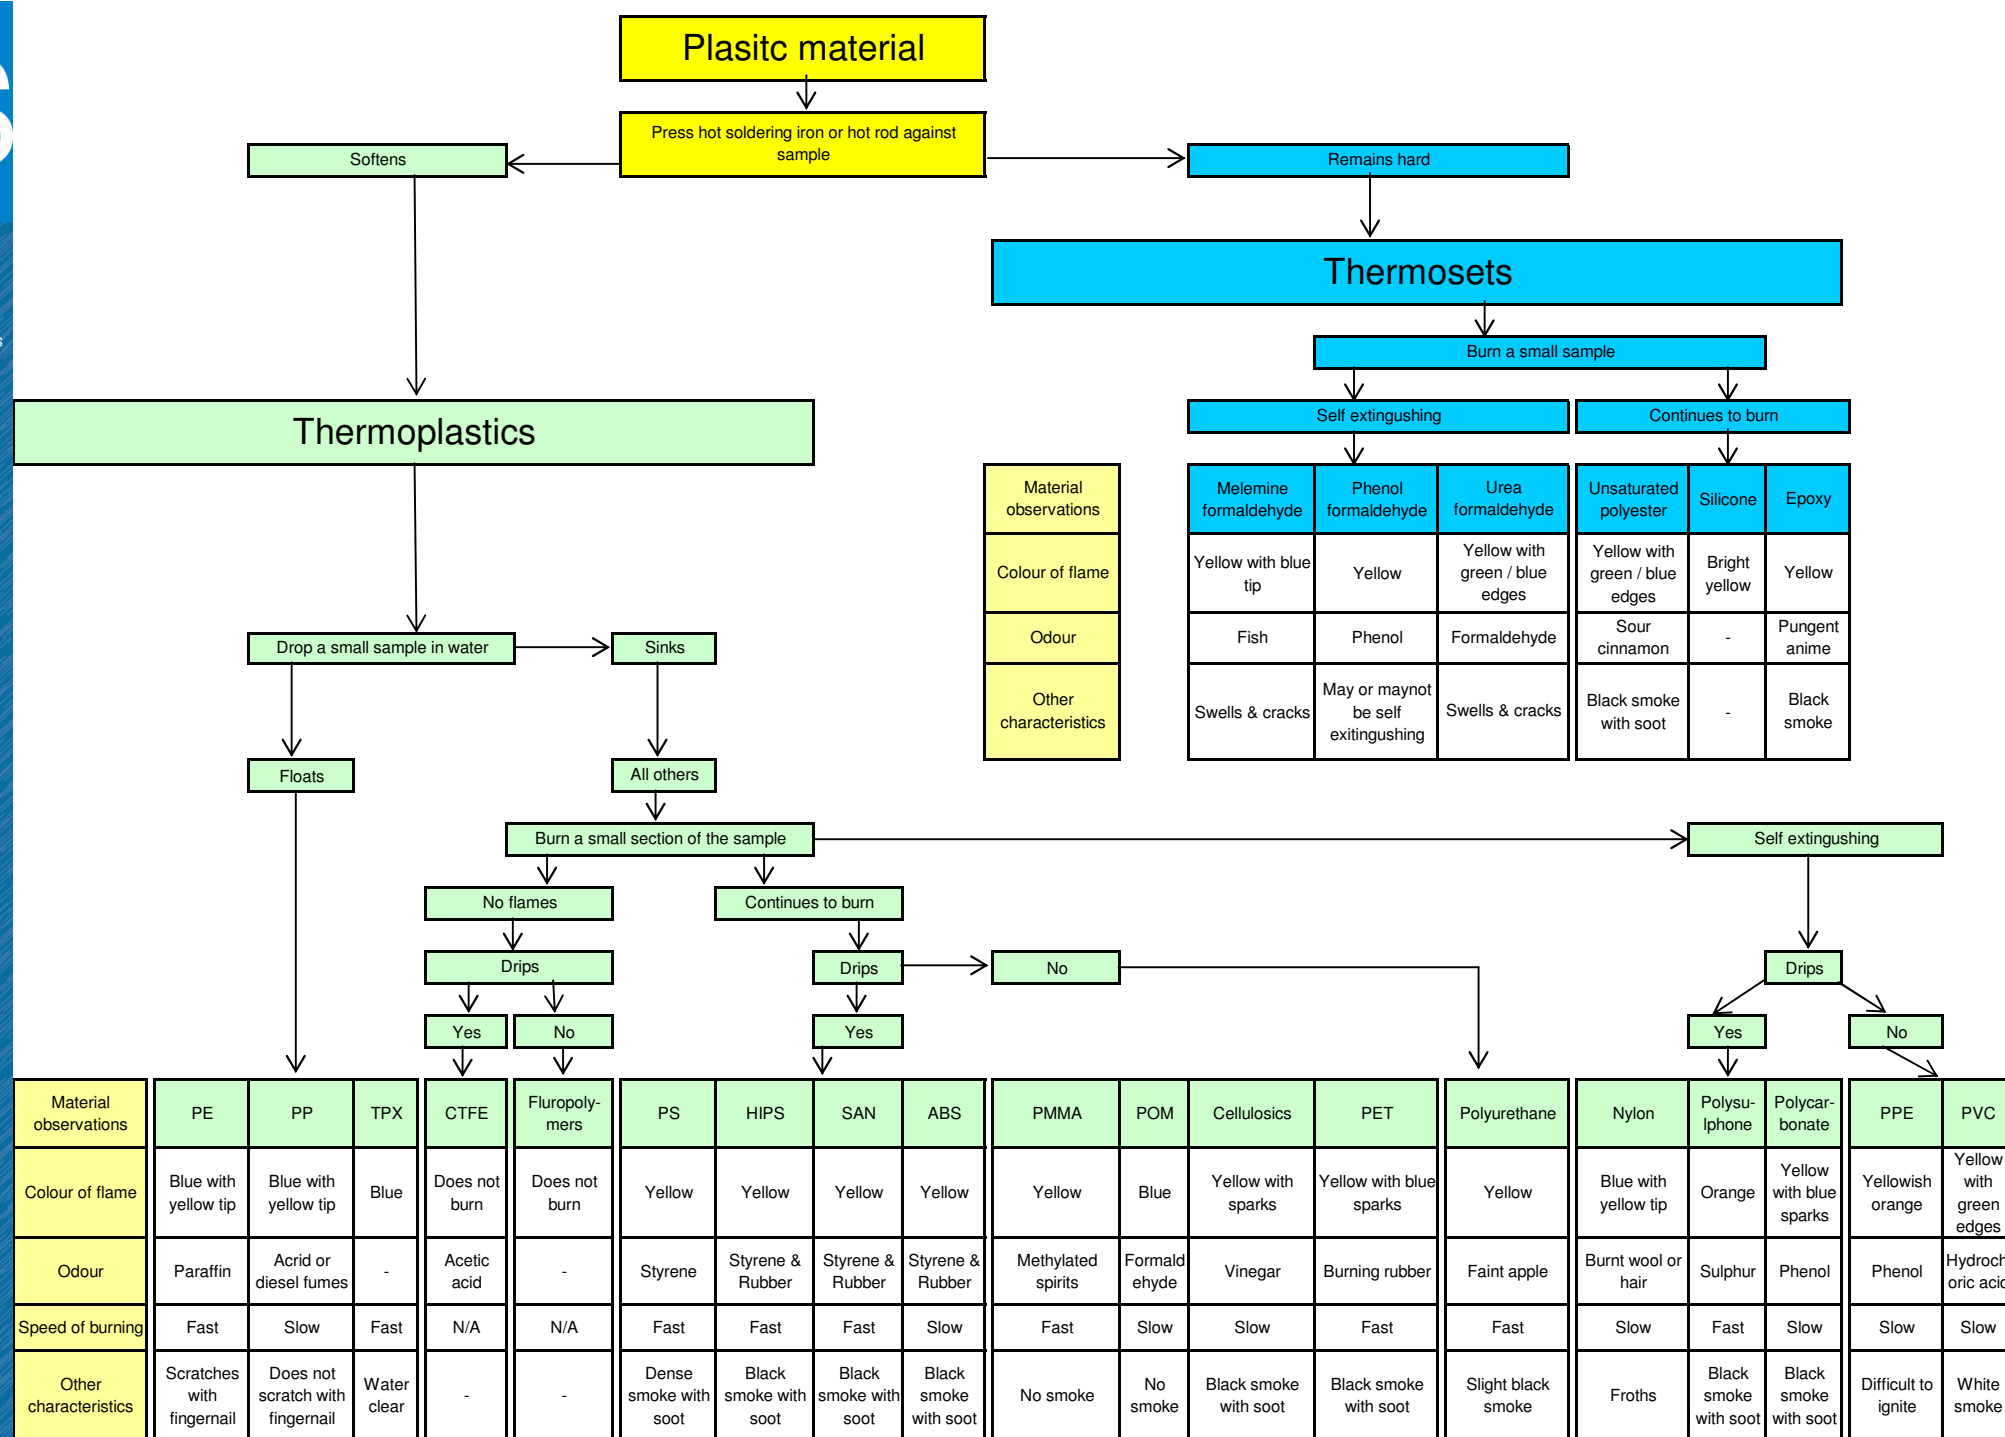 Plasitc material
Press hot soldering iron or hot rod against
sample
Softens
Remains hard
Thermosets
Burn a small sample
Self extingushing
Continues to burn
Thermoplastics
Material
observations
Melemine
formaldehyde
Phenol
formaldehyde
Urea
formaldehyde
Unsaturated
polyester
Silicone
Epoxy
Colour of flame
Yellow with blue
tip
Yellow
Yellow with
green / blue
edges
Yellow with
green / blue
edges
Bright
yellow
Yellow
Odour
Fish
Phenol
Formaldehyde
Sour
cinnamon
-
Pungent
anime
Other
characteristics
Swells & cracks
May or maynot
be self
exitingushing
Swells & cracks
Black smoke
with soot
-
Black
smoke
Drop a small sample in water
Sinks
Floats
All others
Burn a small section of the sample
Self extingushing
No flames
Continues to burn
Drips
Drips
No
Drips
Yes
No
Yes
Yes
No
Material
observations
PE
PP
TPX
CTFE
Fluropoly-
mers
PS
HIPS
SAN
ABS
PMMA
POM
Cellulosics
PET
Polyurethane
Nylon
Polysu-
lphone
Polycar-
bonate
PPE
PVC
Colour of flame
Blue with
yellow tip
Blue with
yellow tip
Blue
Does not
burn
Does not
burn
Yellow
Yellow
Yellow
Yellow
Yellow
Blue
Yellow with
sparks
Yellow with blue
sparks
Yellow
Blue with
yellow tip
Orange
Yellow
with blue
sparks
Yellowish
orange
Yellow
with
green
edges
Odour
Paraffin
Acrid or
diesel fumes
-
Acetic
acid
-
Styrene
Styrene &
Rubber
Styrene &
Rubber
Styrene &
Rubber
Methylated
spirits
Formald
ehyde
Vinegar
Burning rubber
Faint apple
Burnt wool or
hair
Sulphur
Phenol
Phenol
Hydroch
oric acid
Speed of burning
Fast
Slow
Fast
N/A
N/A
Fast
Fast
Fast
Slow
Fast
Slow
Slow
Fast
Fast
Slow
Fast
Slow
Slow
Slow
Other
characteristics
Scratches
with
fingernail
Does not
scratch with
fingernail
Water
clear
-
-
Dense
smoke with
soot
Black
smoke with
soot
Black
smoke with
soot
Black
smoke
with soot
No smoke
No
smoke
Black smoke
with soot
Black smoke
with soot
Slight black
smoke
Froths
Black
smoke
with soot
Black
smoke
with soot
Difficult to
ignite
White
smoke